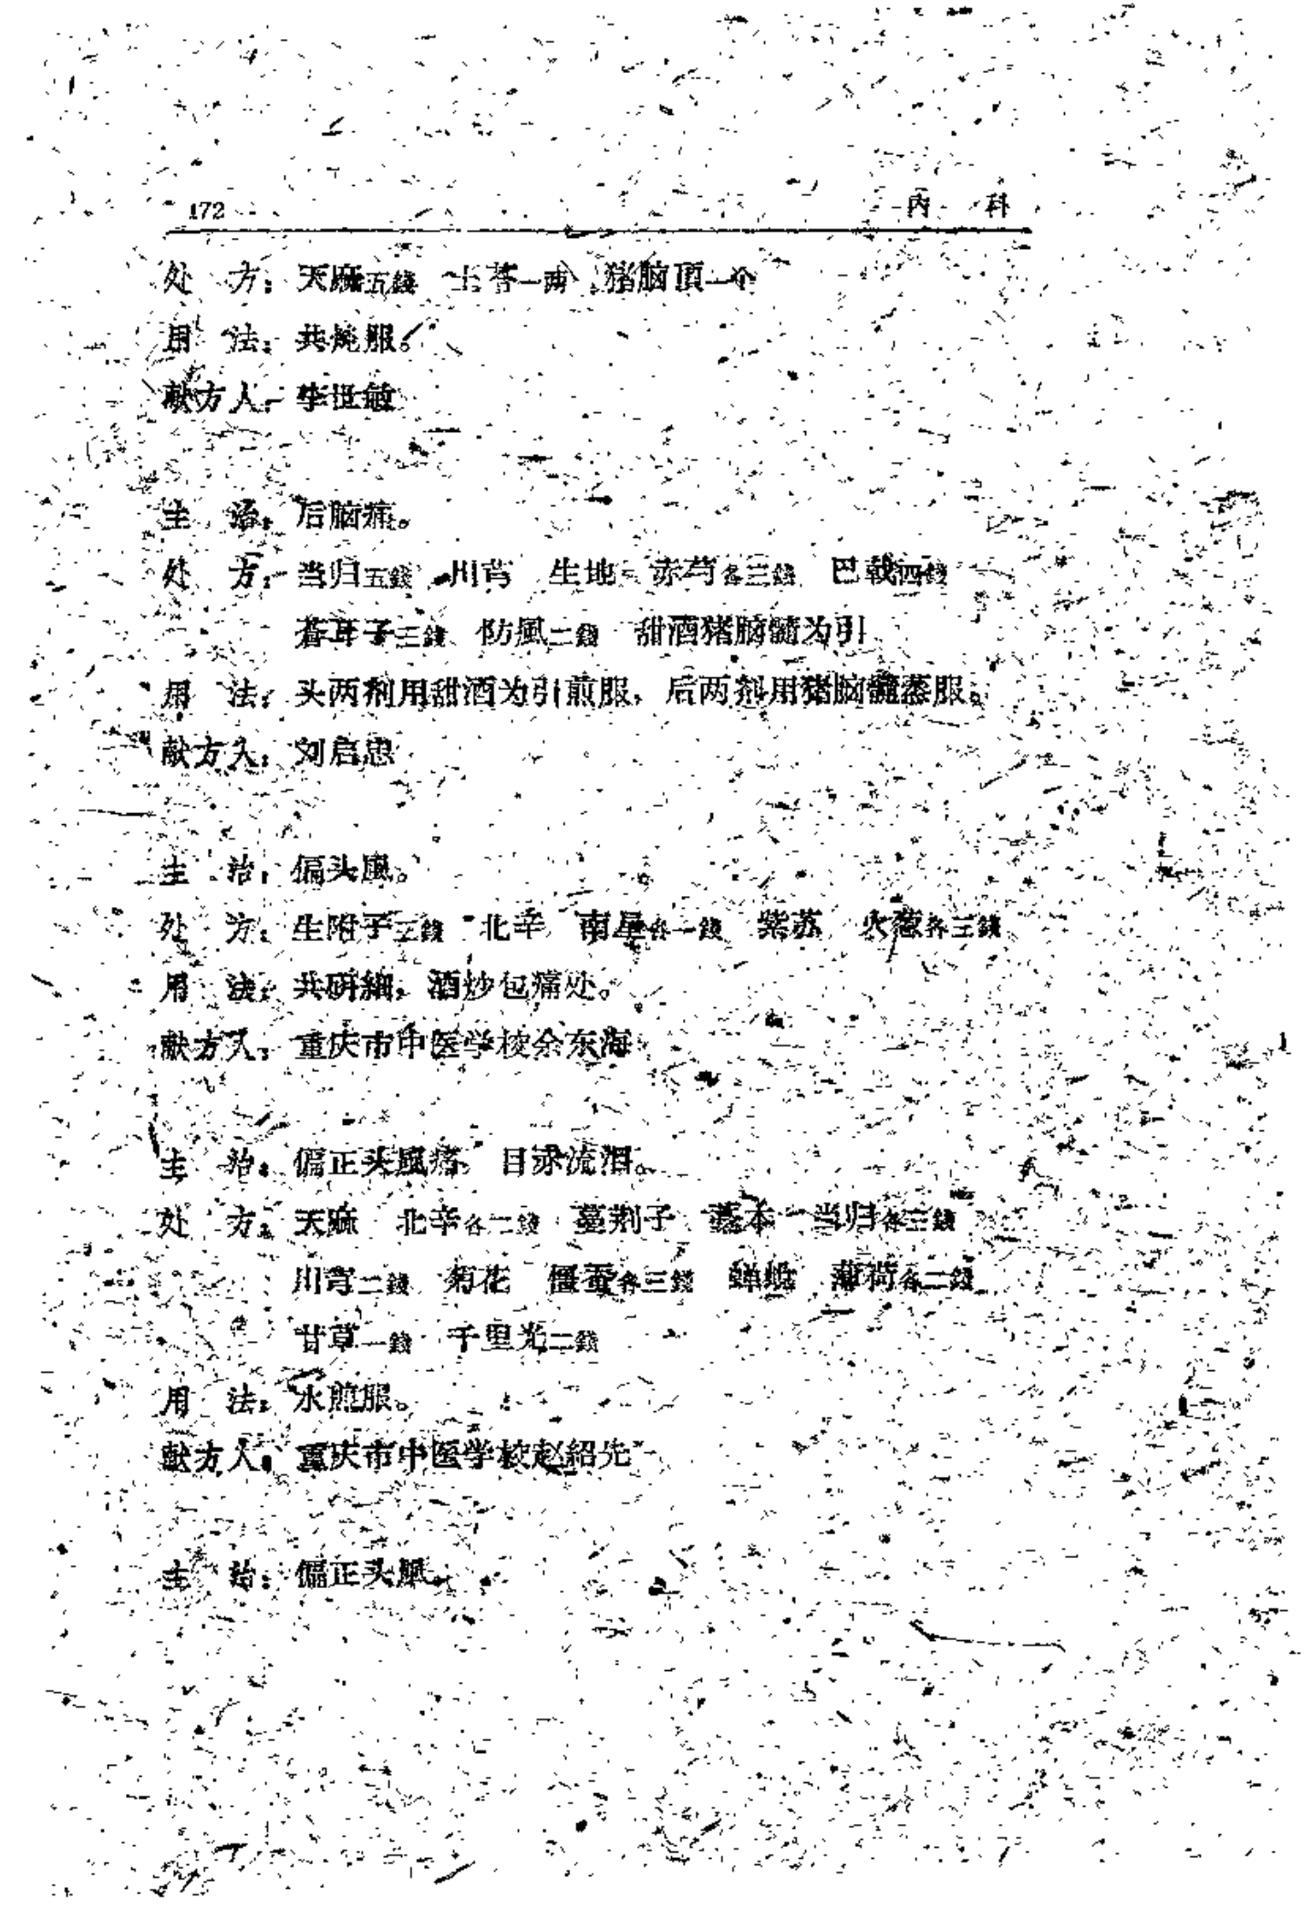 172 内 科
处 方：天麻五錢 土苓一两 猪脑頂一个
用 法：共炖服。
献方人：李世敏
主 治：后脑痛。
处 方：当归五錢 川芎 生地 赤芍各三錢 巴戟四錢
蒼耳子三錢 防風二錢 甜酒猪脑髓为引
用 法：头两剂用甜酒为引煎服，后两剂用猪脑髓蒸服。
献方人：刘启忠
主 治：偏头風。
处 方：生附子三錢 北辛 南星各一錢 紫苏 火葱各三錢
用 法：共研細，酒炒包痛处。
献方人：重庆市中医学校余东海
主 治：偏正头風痛，目赤流泪。
处 方：天麻 北辛各二錢 蔓荆子 藁本 当归各三錢
川芎二錢 菊花 僵蚕各三錢 蝉蛻 薄荷各二錢
甘草一錢 千里光二錢
用 法：水煎服。
献方人：重庆市中医学校赵紹先
主 治：偏正头風。